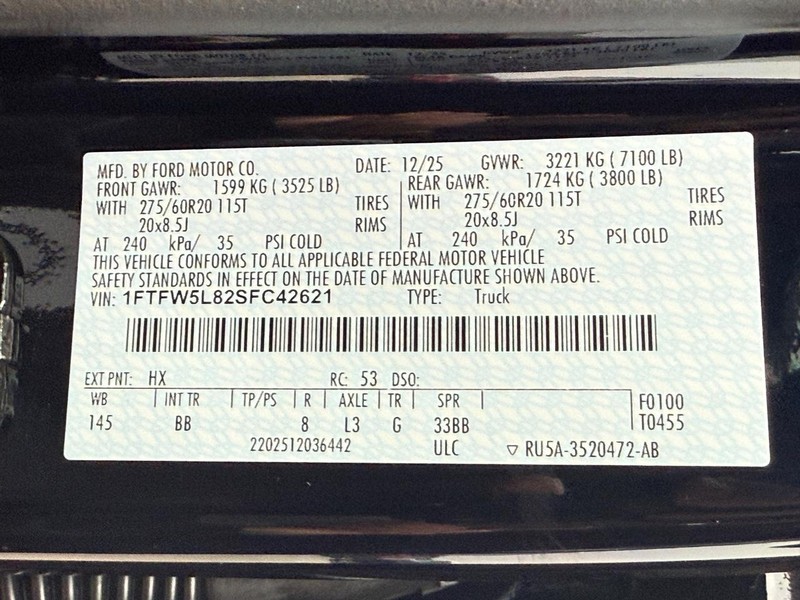 MFD. BY FORD MOTOR CO. DATE: 12/25 GVWR: 3221 KG ( 7100 LB)
FRONT GAWR: 1599 KG ( 3525 LB) REAR GAWR: 1724 KG ( 3800 LB)
WITH 275/60R20 115T TIRES WITH 275/60R20 115T TIRES
20x8.5J RIMS 20x8.5J RIMS
AT 240 kPa/ 35 PSI COLD AT 240 kPa/ 35 PSI COLD
THIS VEHICLE CONFORMS TO ALL APPLICABLE FEDERAL MOTOR VEHICLE
SAFETY STANDARDS IN EFFECT ON THE DATE OF MANUFACTURE SHOWN ABOVE.
VIN: 1FTFW5L82SFC42621 TYPE: Truck
EXT PNT: HX RC: 53 DSO:
WB INT TR TP/PS R AXLE TR SPR F0100
145 BB 8 L3 G 33BB T0455
2202512036442 ULC ▽ RU5A-3520472-AB